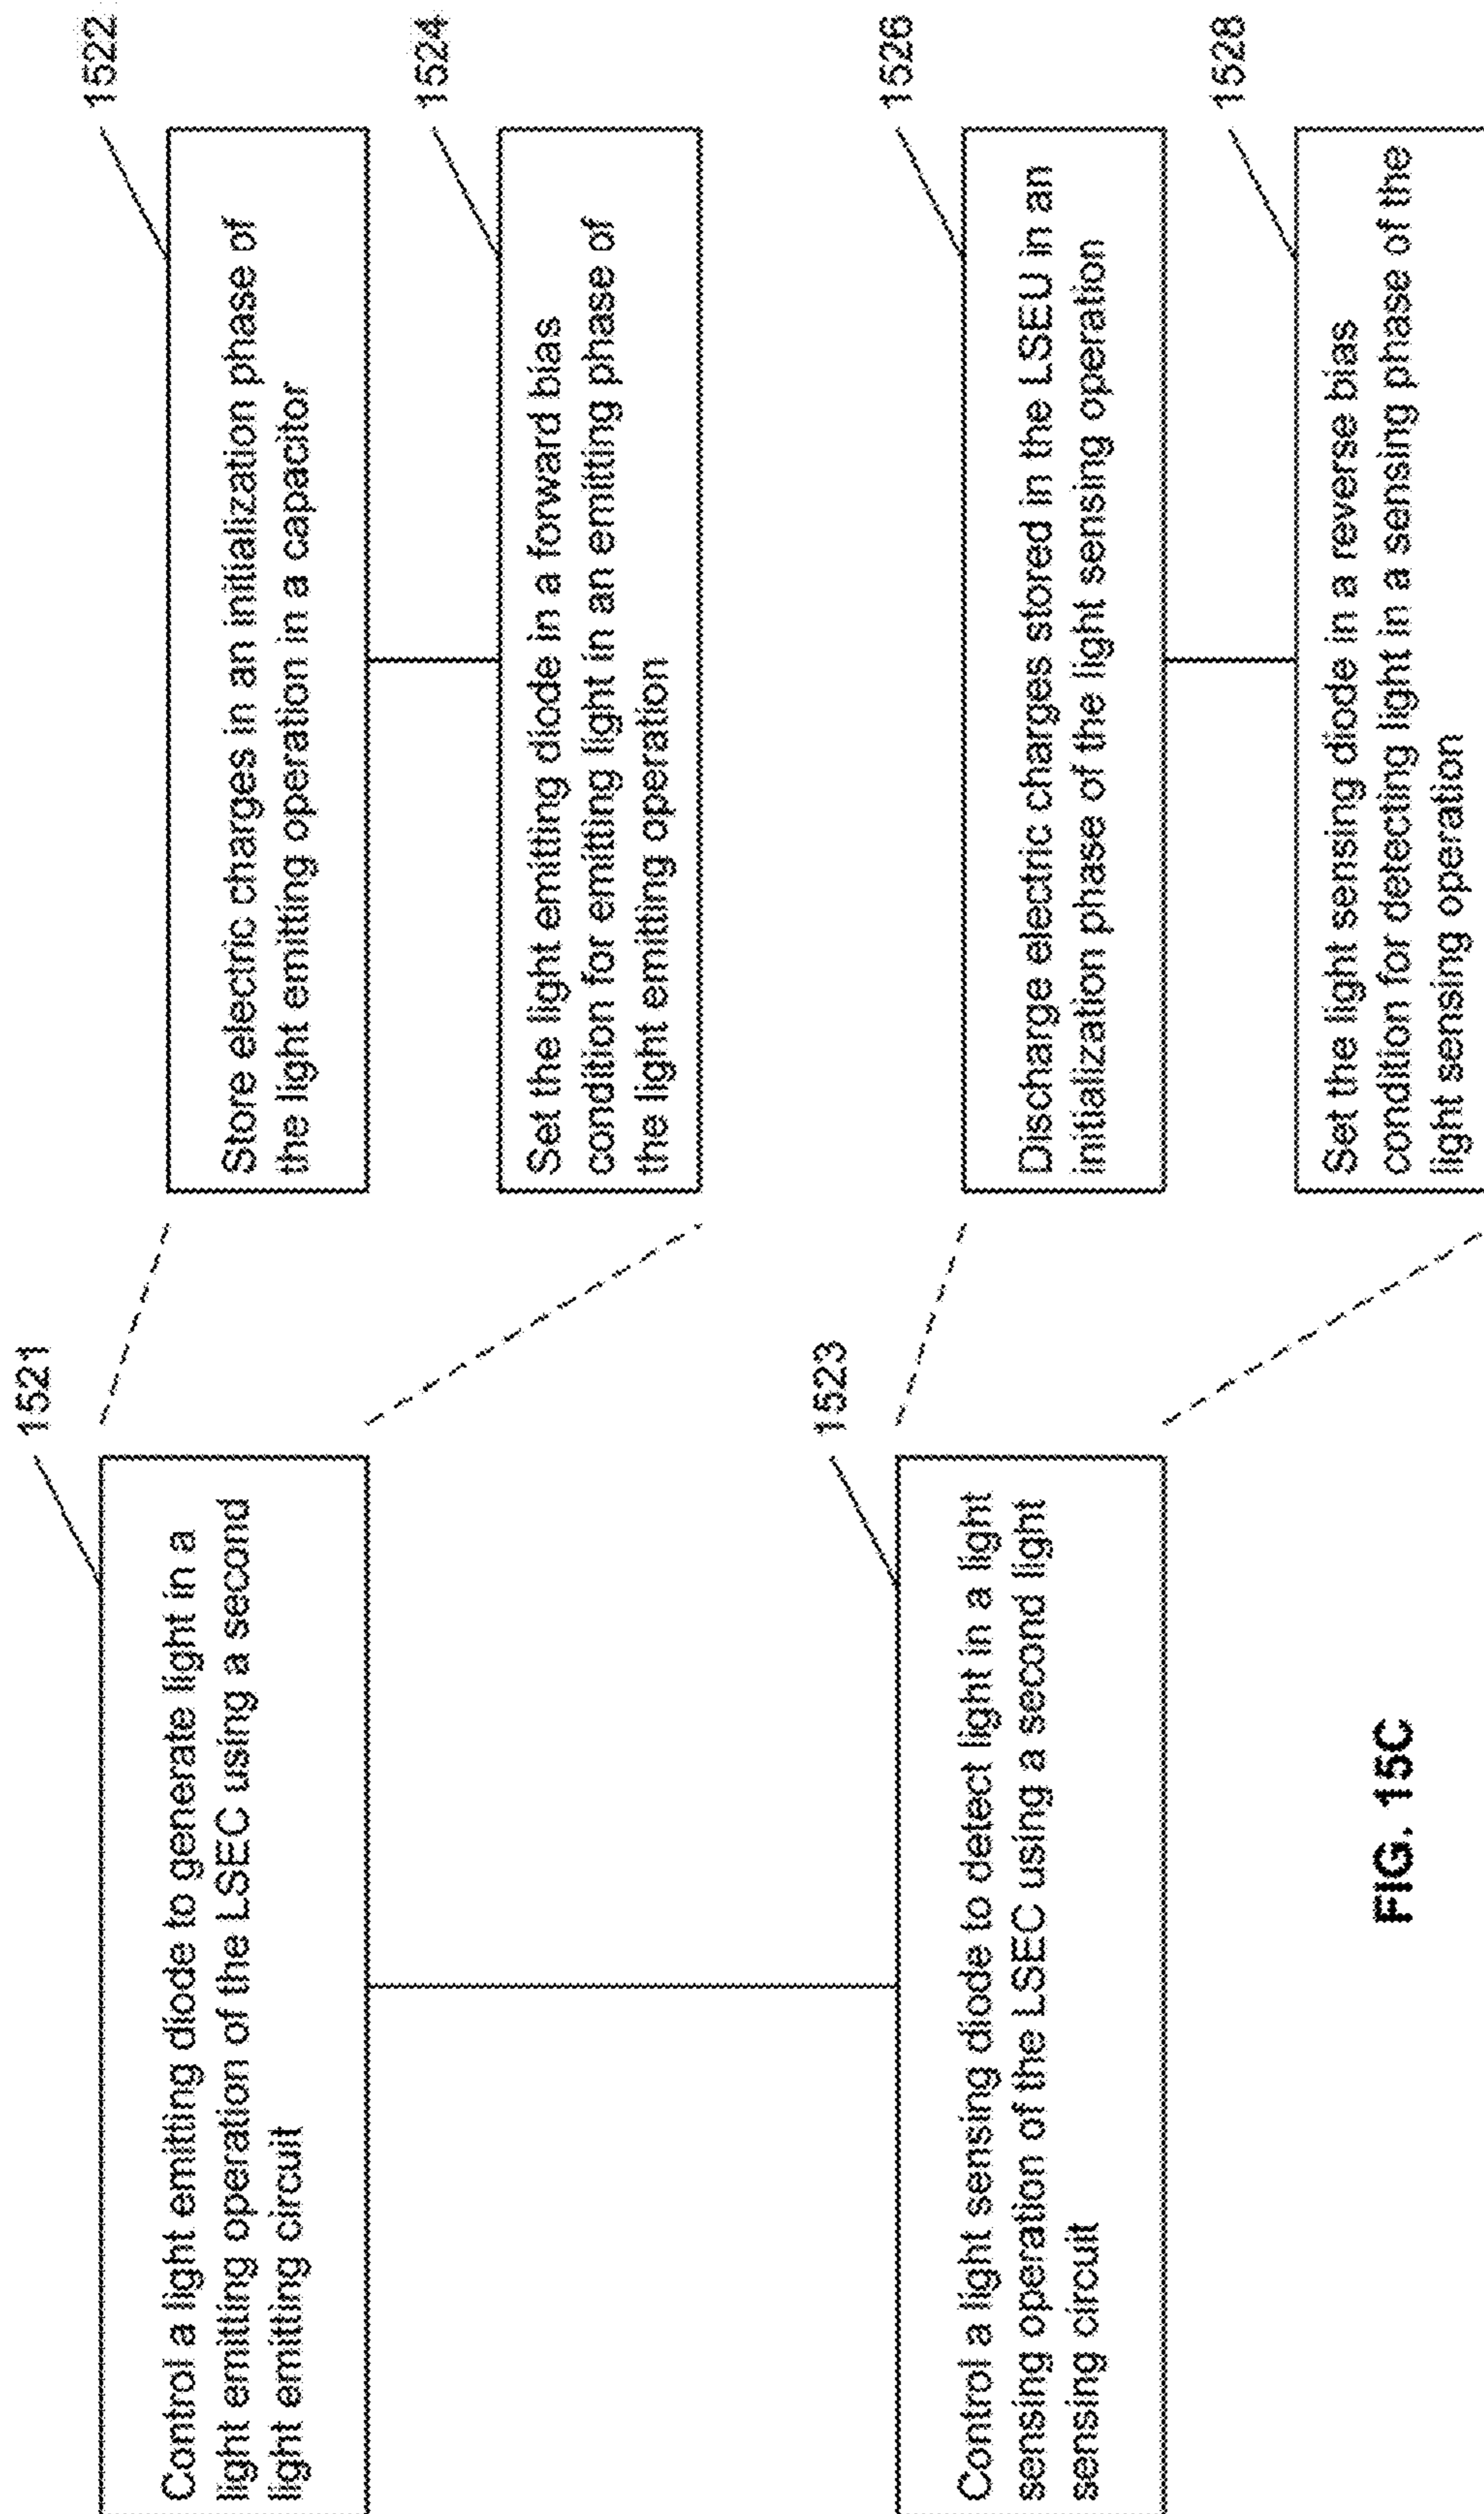 1521
Control a light emitting diode to generate light in a
light emitting operation of the LSEC using a second
light emitting circuit
1522
Store electric charges in an initialization phase of
the light emitting operation in a capacitor
1524
Set the light emitting diode in a forward bias
condition for emitting light in an emitting phase of
the light emitting operation
1523
Control a light sensing diode to detect light in a light
sensing operation of the LSEC using a second light
sensing circuit
1526
Discharge electric charges stored in the LSEU in an
initialization phase of the light sensing operation
1528
Set the light sensing diode in a reverse bias
condition for detecting light in a sensing phase of the
light sensing operation
FIG. 15C